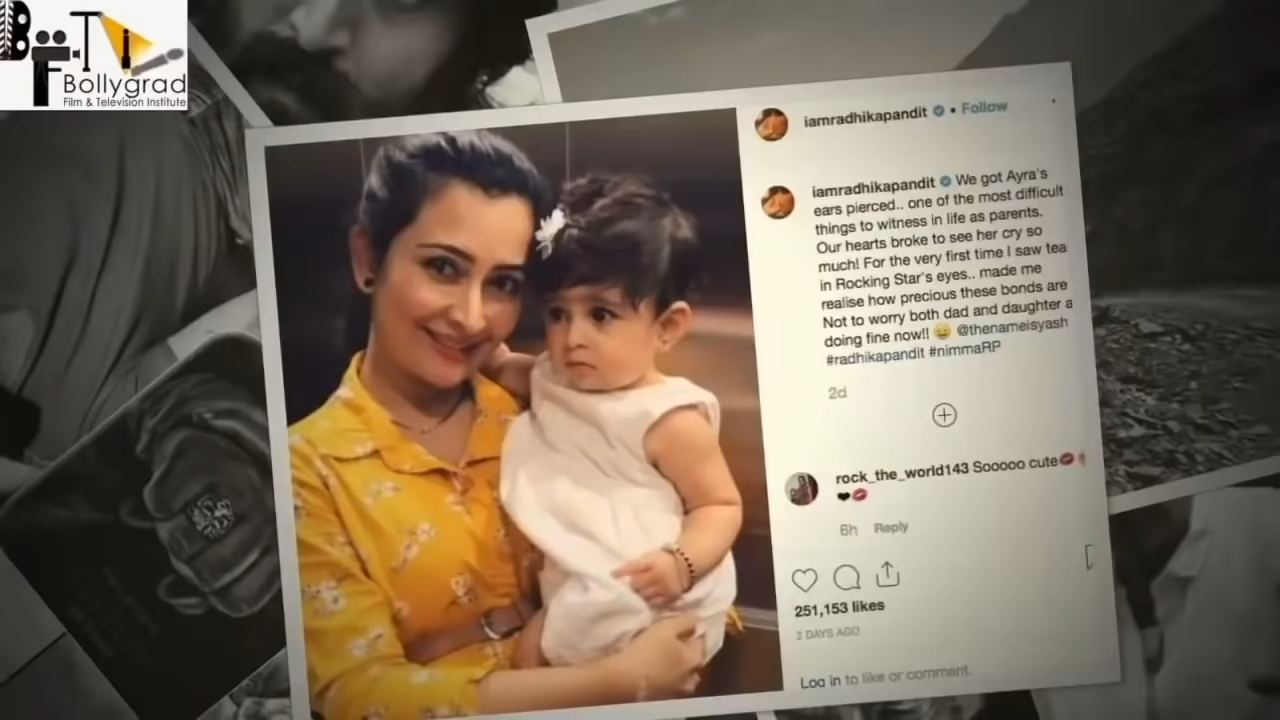 Bollygrad
Film & Television Institute
iamradhikapandit • Follow
iamradhikapandit We got Ayra's
ears pierced.. one of the most difficult
things to witness in life as parents.
Our hearts broke to see her cry so
much! For the very first time I saw tea
in Rocking Star's eyes.. made me
realise how precious these bonds are
Not to worry both dad and daughter a
doing fine now!! 😄 @thenameisyash
#radhikapandit #nimmaRP
2d
rock_the_world143 Sooooo cute💋
❤💋
6h Reply
251,153 likes
2 DAYS AGO
Log in to like or comment.